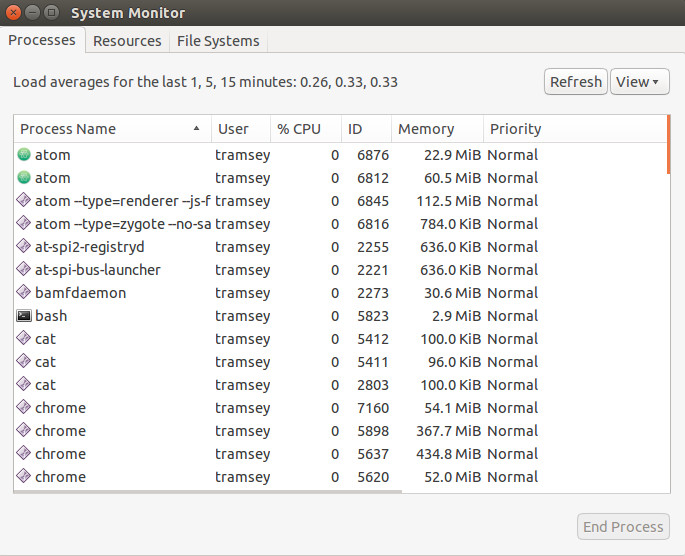 System Monitor
Processes Resources File Systems
Load averages for the last 1, 5, 15 minutes: 0.26, 0.33, 0.33 Refresh View
Process Name User % CPU ID Memory Priority
atom tramsey 0 6876 22.9 MiB Normal
atom tramsey 0 6812 60.5 MiB Normal
atom --type=renderer --js-f tramsey 0 6845 112.5 MiB Normal
atom --type=zygote --no-sa tramsey 0 6816 784.0 KiB Normal
at-spi2-registryd tramsey 0 2255 636.0 KiB Normal
at-spi-bus-launcher tramsey 0 2221 636.0 KiB Normal
bamfdaemon tramsey 0 2273 30.6 MiB Normal
bash tramsey 0 5823 2.9 MiB Normal
cat tramsey 0 5412 100.0 KiB Normal
cat tramsey 0 5411 96.0 KiB Normal
cat tramsey 0 2803 100.0 KiB Normal
chrome tramsey 0 7160 54.1 MiB Normal
chrome tramsey 0 5898 367.7 MiB Normal
chrome tramsey 0 5637 434.8 MiB Normal
chrome tramsey 0 5620 52.0 MiB Normal
End Process